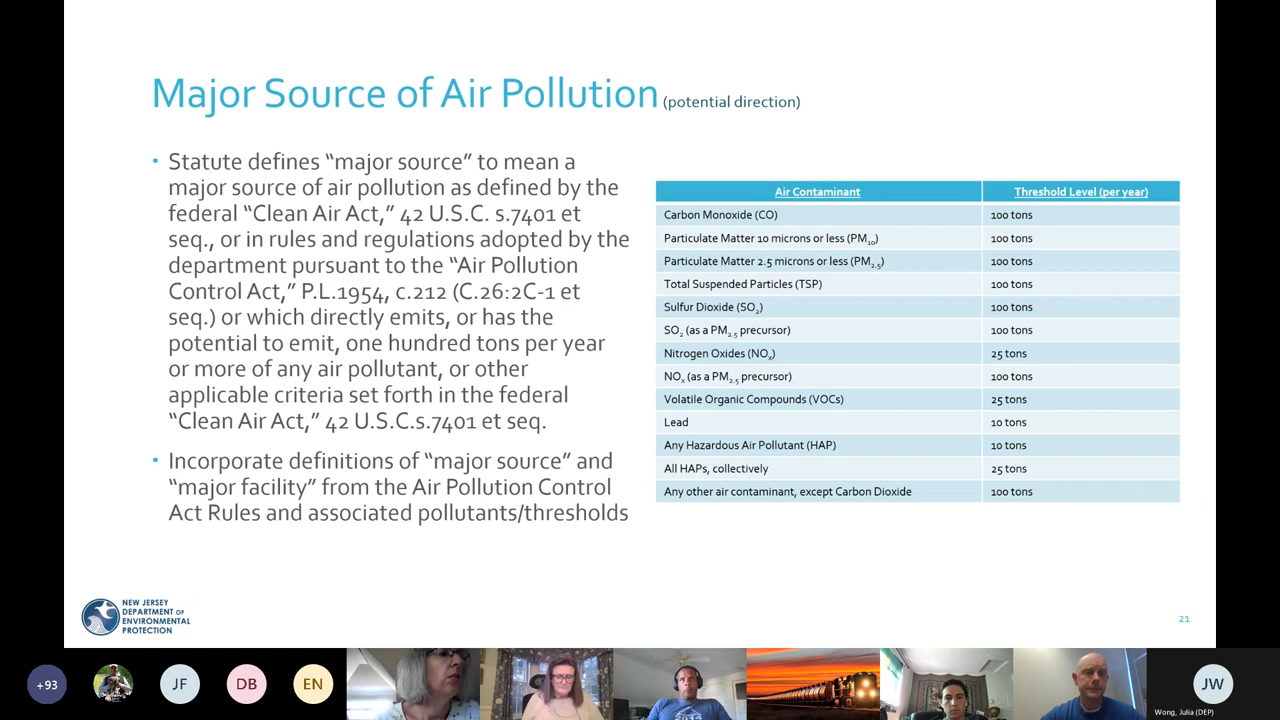 Major Source of Air Pollution (potential direction)
• Statute defines “major source” to mean a
major source of air pollution as defined by the
federal “Clean Air Act,” 42 U.S.C. s.7401 et
seq., or in rules and regulations adopted by the
department pursuant to the “Air Pollution
Control Act,” P.L.1954, c.212 (C.26:2C-1 et
seq.) or which directly emits, or has the
potential to emit, one hundred tons per year
or more of any air pollutant, or other
applicable criteria set forth in the federal
“Clean Air Act,” 42 U.S.C.s.7401 et seq.
• Incorporate definitions of “major source” and
“major facility” from the Air Pollution Control
Act Rules and associated pollutants/thresholds
Air Contaminant Threshold Level (per year)
Carbon Monoxide (CO) 100 tons
Particulate Matter 10 microns or less (PM10) 100 tons
Particulate Matter 2.5 microns or less (PM2.5) 100 tons
Total Suspended Particles (TSP) 100 tons
Sulfur Dioxide (SO2) 100 tons
SO2 (as a PM2.5 precursor) 100 tons
Nitrogen Oxides (NOx) 25 tons
NOx (as a PM2.5 precursor) 100 tons
Volatile Organic Compounds (VOCs) 25 tons
Lead 10 tons
Any Hazardous Air Pollutant (HAP) 10 tons
All HAPs, collectively 25 tons
Any other air contaminant, except Carbon Dioxide 100 tons
NEW JERSEY
DEPARTMENT OF
ENVIRONMENTAL
PROTECTION
21
+93
JF
DB
EN
JW
Wong, Julia (DEP)